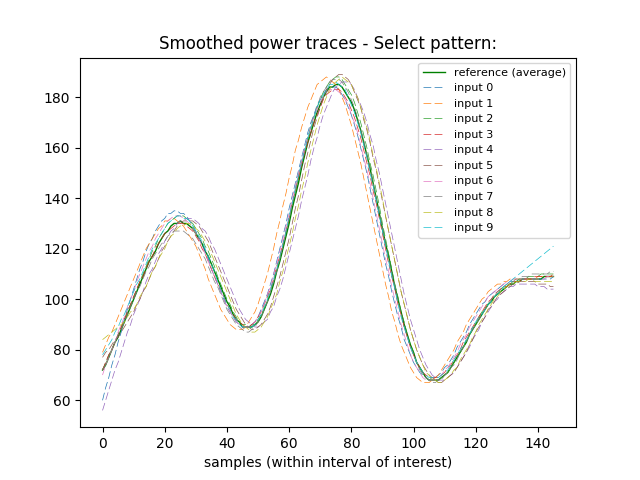 Smoothed power traces - Select pattern:
reference (average)
input 0
input 1
input 2
input 3
input 4
input 5
input 6
input 7
input 8
input 9
180
160
140
120
100
80
60
0 20 40 60 80 100 120 140
samples (within interval of interest)